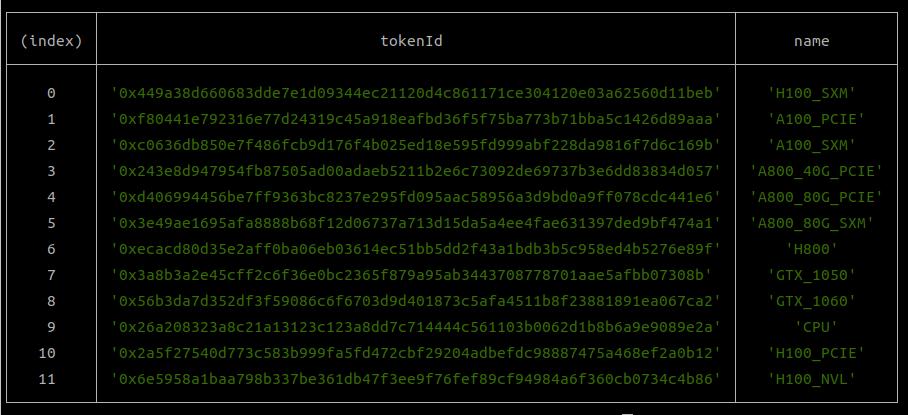 (index) tokenId name
0 '0x449a38d660683dde7e1d09344ec21120d4c861171ce304120e03a62560d11beb' 'H100_SXM'
1 '0xf80441e792316e77d24319c45a918eafbd36f5f75ba773b71bba5c1426d89aaa' 'A100_PCIE'
2 '0xc0636db850e7f486fcb9d176f4b025ed18e595fd999abf228da9816f7d6c169b' 'A100_SXM'
3 '0x243e8d947954fb87505ad00adaeb5211b2e6c73092de69737b3e6dd83834d057' 'A800_40G_PCIE'
4 '0xd406994456be7ff9363bc8237e295fd095aac58956a3d9bd0a9ff078cdc441e6' 'A800_80G_PCIE'
5 '0x3e49ae1695afa8888b68f12d06737a713d15da5a4ee4fae631397ded9bf474a1' 'A800_80G_SXM'
6 '0xecacd80d35e2aff0ba06eb03614ec51bb5dd2f43a1bdb3b5c958ed4b5276e89f' 'H800'
7 '0x3a8b3a2e45cff2c6f36e0bc2365f879a95ab3443708778701aae5afbb07308b' 'GTX_1050'
8 '0x56b3da7d352df3f59086c6f6703d9d401873c5afa4511b8f23881891ea067ca2' 'GTX_1060'
9 '0x26a208323a8c21a13123c123a8dd7c714444c561103b0062d1b8b6a9e9089e2a' 'CPU'
10 '0x2a5f27540d773c583b999fa5fd472cbf29204adbefdc98887475a468ef2a0b12' 'H100_PCIE'
11 '0x6e5958a1baa798b337be361db47f3ee9f76fef89cf94984a6f360cb0734c4b86' 'H100_NVL'